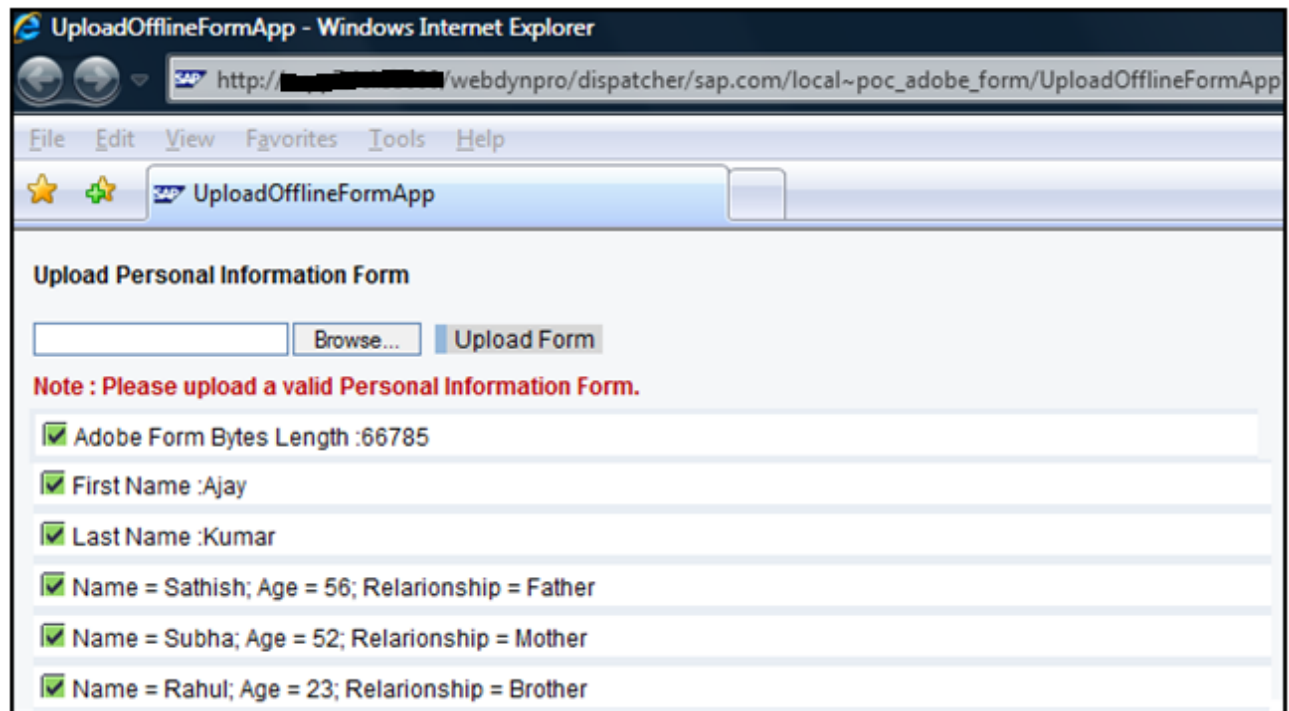 UploadOfflineFormApp - Windows Internet Explorer
SAP http:// /webdynpro/dispatcher/sap.com/local~poc_adobe_form/UploadOfflineFormApp
File Edit View Favorites Tools Help
SAP UploadOfflineFormApp
Upload Personal Information Form
Browse... Upload Form
Note : Please upload a valid Personal Information Form.
Adobe Form Bytes Length :66785
First Name :Ajay
Last Name :Kumar
Name = Sathish; Age = 56; Relarionship = Father
Name = Subha; Age = 52; Relarionship = Mother
Name = Rahul; Age = 23; Relarionship = Brother